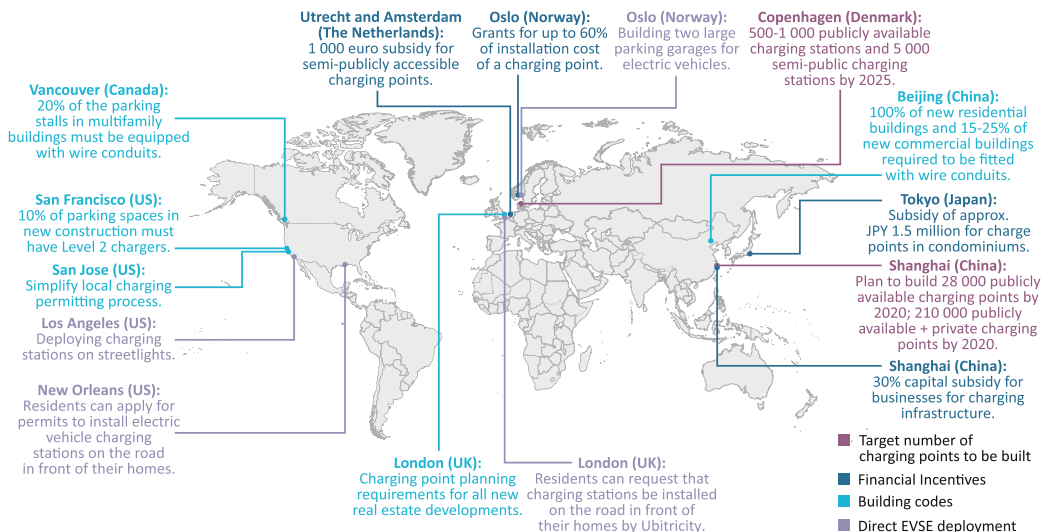 Utrecht and Amsterdam
(The Netherlands):
1 000 euro subsidy for
semi-publicly accessible
charging points.
Oslo (Norway):
Grants for up to 60%
of installation cost
of a charging point.
Oslo (Norway):
Building two large
parking garages for
electric vehicles.
Copenhagen (Denmark):
500-1 000 publicly available
charging stations and 5 000
semi-public charging
stations by 2025.
Vancouver (Canada):
20% of the parking
stalls in multifamily
buildings must be equipped
with wire conduits.
Beijing (China):
100% of new residential
buildings and 15-25% of
new commercial buildings
required to be fitted
with wire conduits.
San Francisco (US):
10% of parking spaces in
new construction must
have Level 2 chargers.
Tokyo (Japan):
Subsidy of approx.
JPY 1.5 million for charge
points in condominiums.
San Jose (US):
Simplify local charging
permitting process.
Shanghai (China):
Plan to build 28 000 publicly
available charging points by
2020; 210 000 publicly
available + private charging
points by 2020.
Los Angeles (US):
Deploying charging
stations on streetlights.
Shanghai (China):
30% capital subsidy for
businesses for charging
infrastructure.
New Orleans (US):
Residents can apply for
permits to install electric
vehicle charging
stations on the road
in front of their homes.
London (UK):
Charging point planning
requirements for all new
real estate developments.
London (UK):
Residents can request that
charging stations be installed
on the road in front of
their homes by Ubitricity.
Target number of
charging points to be built
Financial Incentives
Building codes
Direct EVSE deployment